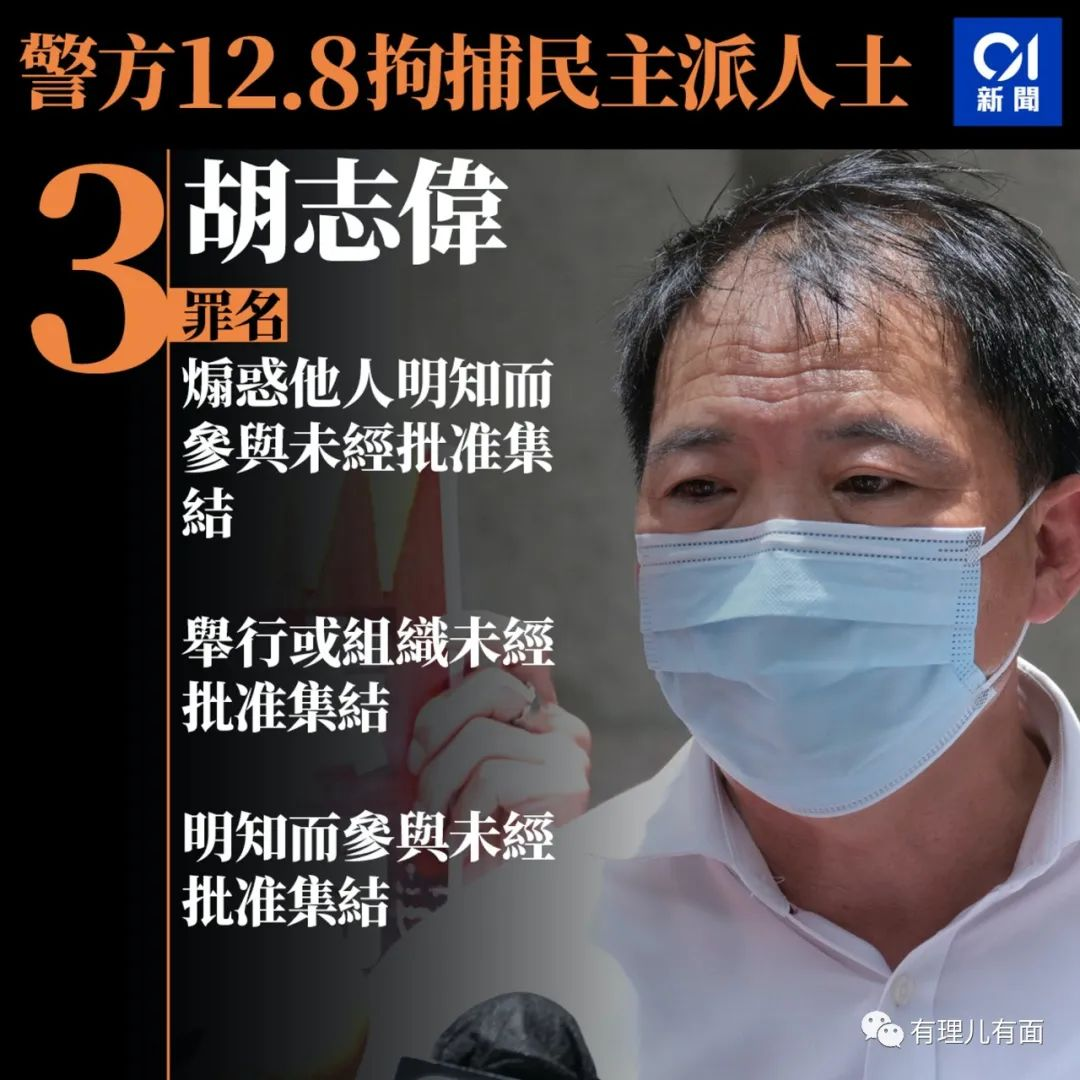 警方12.8拘捕民主派人士
01
新聞
3
胡志偉
罪名
煽惑他人明知而
參與未經批准集
結
舉行或組織未經
批准集結
明知而參與未經
批准集結
有理儿有面